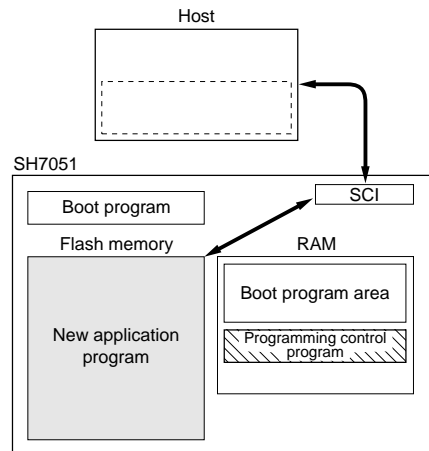 Host
SH7051
SCI
Boot program
Flash memory
RAM
Boot program area
New application
program
Programming control
program